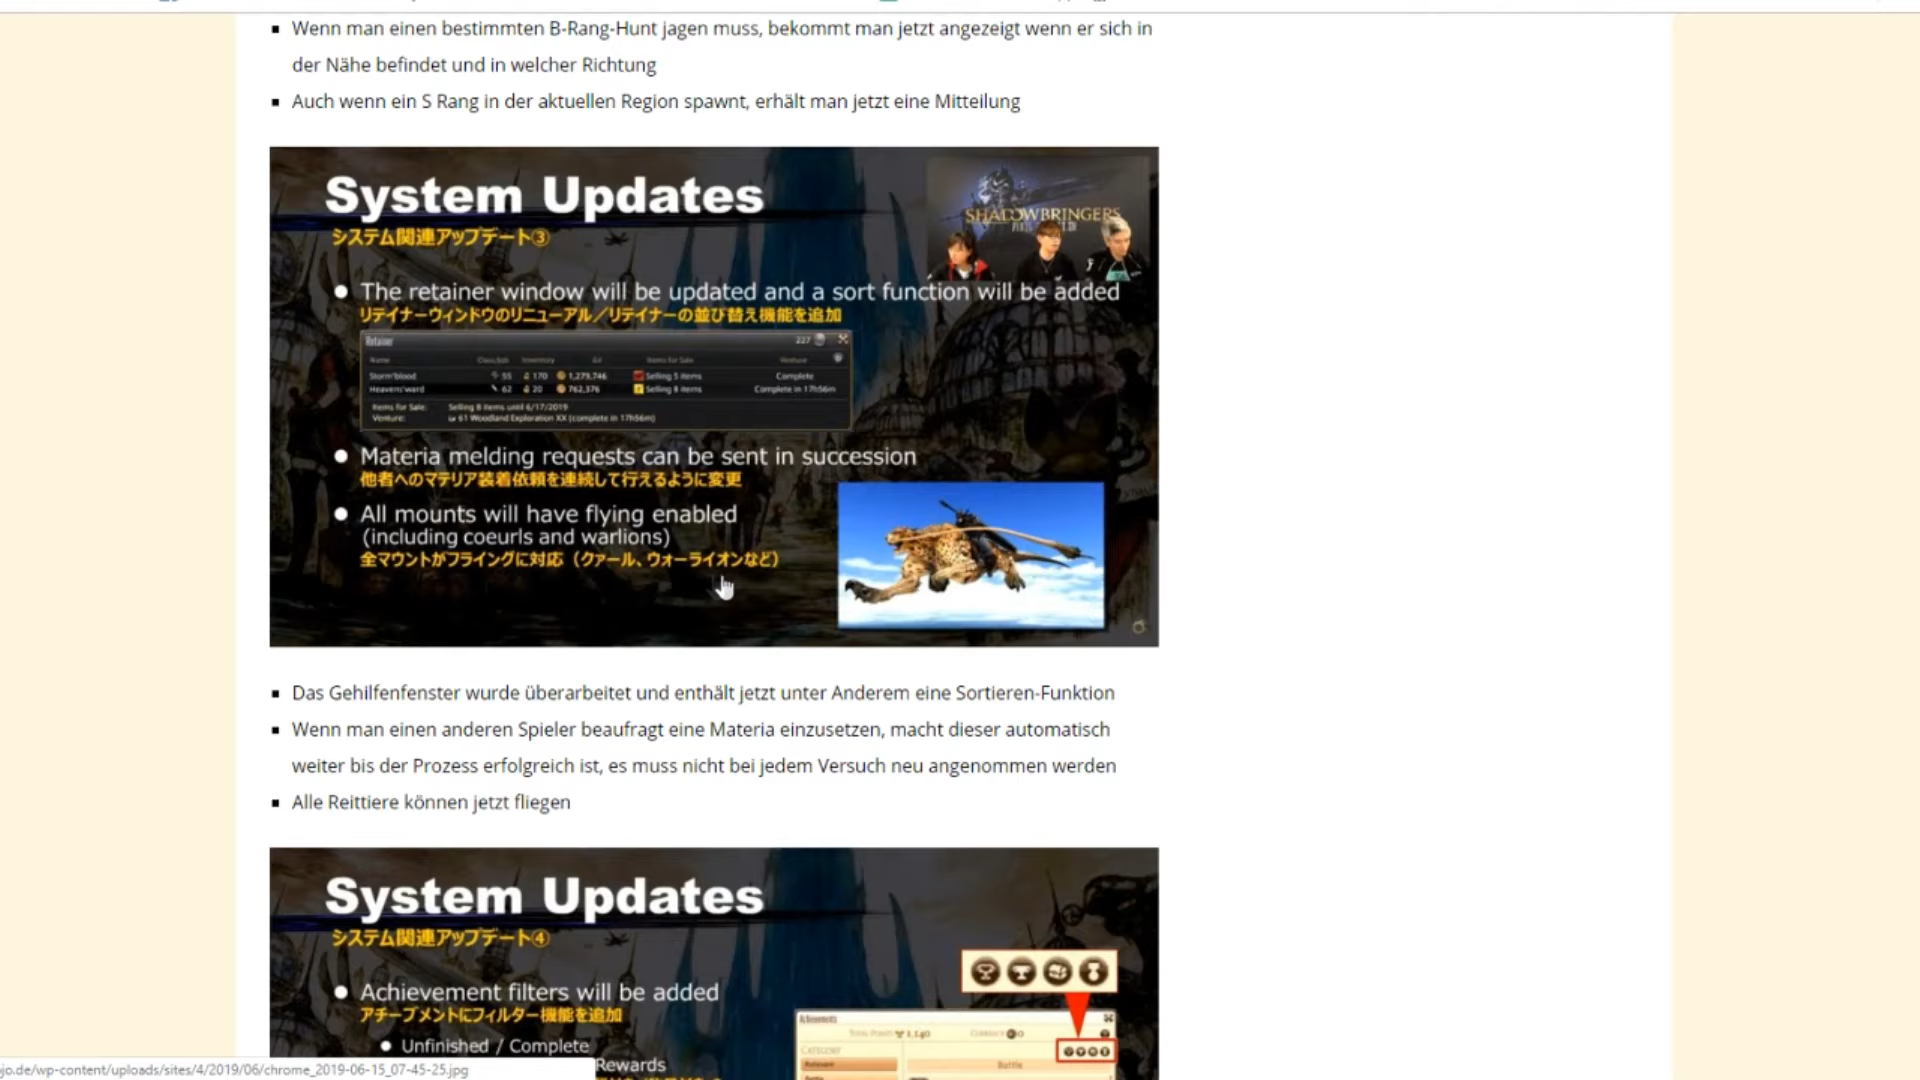 Wenn man einen bestimmten B-Rang-Hunt jagen muss, bekommt man jetzt angezeigt wenn er sich in
der Nähe befindet und in welcher Richtung
Auch wenn ein S Rang in der aktuellen Region spawnt, erhält man jetzt eine Mitteilung
System Updates
システム関連アップデート③
SHADOWBRINGERS
The retainer window will be updated and a sort function will be added
リテイナーウィンドウのリニューアル／リテイナーの並び替え機能を追加
Retainer 227
Name Class/Job Inventory Gil Items for Sale Venture
Storm'blood 55 170 1,279,746 Selling 5 items Complete
Heavens'ward 62 20 762,376 Selling 8 items Complete in 17h56m
Items for Sale: Selling 8 items until 6/17/2019
Venture: Lv 61 Woodland Exploration XX (complete in 17h56m)
Materia melding requests can be sent in succession
他者へのマテリア装着依頼を連続して行えるように変更
All mounts will have flying enabled
(including coeurls and warlions)
全マウントがフライングに対応（クァール、ウォーライオンなど）
Das Gehilfenfenster wurde überarbeitet und enthält jetzt unter Anderem eine Sortieren-Funktion
Wenn man einen anderen Spieler beaufragt eine Materia einzusetzen, macht dieser automatisch
weiter bis der Prozess erfolgreich ist, es muss nicht bei jedem Versuch neu angenommen werden
Alle Reittiere können jetzt fliegen
System Updates
システム関連アップデート④
Achievement filters will be added
アチーブメントにフィルター機能を追加
Achievements
TOTAL POINTS 1,140
CATEGORY
Battle
Unfinished / Complete
Rewards
jo.de/wp-content/uploads/sites/4/2019/06/chrome_2019-06-15_07-45-25.jpg